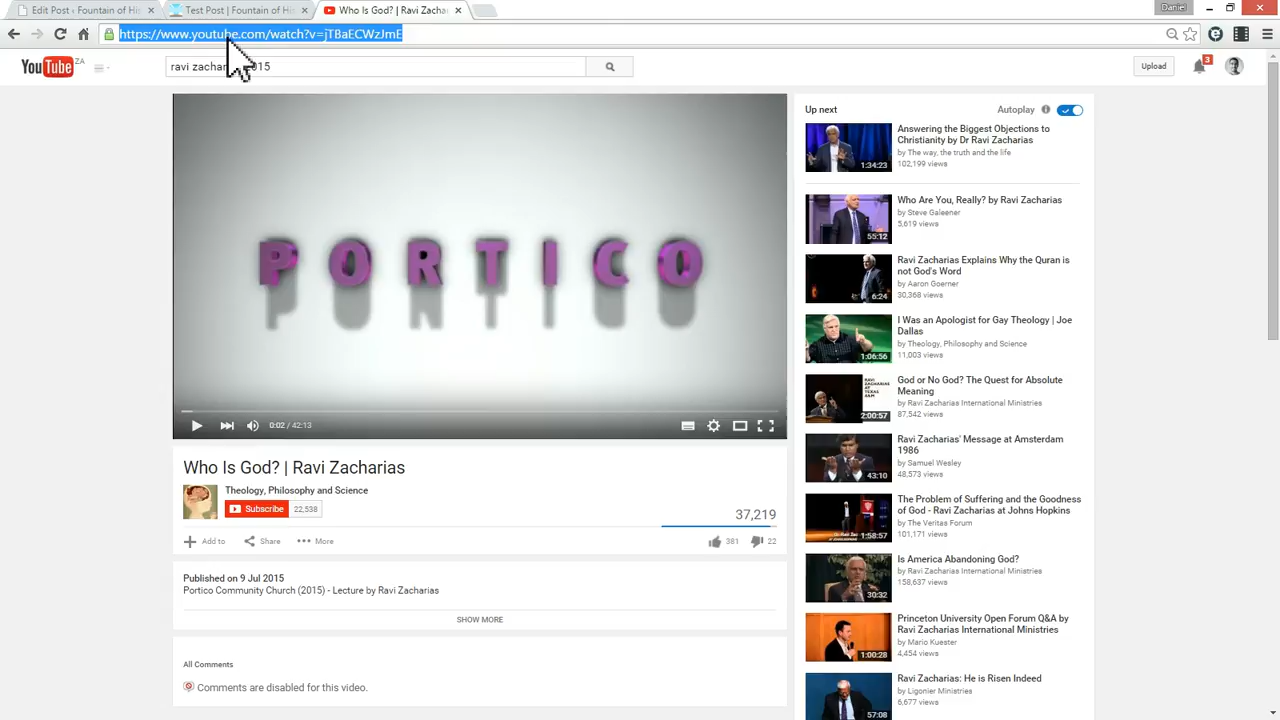 Edit Post ‹ Fountain of Hi
Test Post | Fountain of Hi
Who Is God? | Ravi Zacha
Daniel
https://www.youtube.com/watch?v=jTBaECWzJmE
YouTube ZA
ravi zachar 015
Upload
3
PORTICO
0:02 / 42:13
Who Is God? | Ravi Zacharias
Theology, Philosophy and Science
Subscribe 22,538
37,219
Add to
Share
More
381
22
Published on 9 Jul 2015
Portico Community Church (2015) - Lecture by Ravi Zacharias
SHOW MORE
All Comments
Comments are disabled for this video.
Up next
Autoplay
1:34:23
Answering the Biggest Objections to
Christianity by Dr Ravi Zacharias
by The way, the truth and the life
102,199 views
55:12
Who Are You, Really? by Ravi Zacharias
by Steve Galeener
5,619 views
6:24
Ravi Zacharias Explains Why the Quran is
not God's Word
by Aaron Goerner
30,368 views
1:06:56
I Was an Apologist for Gay Theology | Joe
Dallas
by Theology, Philosophy and Science
11,003 views
RAVI
ZACHARIAS
AT
TEXAS
A&M
2:00:57
God or No God? The Quest for Absolute
Meaning
by Ravi Zacharias International Ministries
87,542 views
43:10
Ravi Zacharias' Message at Amsterdam
1986
by Samuel Wesley
48,573 views
1:58:57
The Problem of Suffering and the Goodness
of God - Ravi Zacharias at Johns Hopkins
by The Veritas Forum
101,171 views
30:32
Is America Abandoning God?
by Ravi Zacharias International Ministries
158,637 views
1:00:28
Princeton University Open Forum Q&A by
Ravi Zacharias International Ministries
by Mario Kuester
4,454 views
57:08
Ravi Zacharias: He is Risen Indeed
by Ligonier Ministries
6,677 views